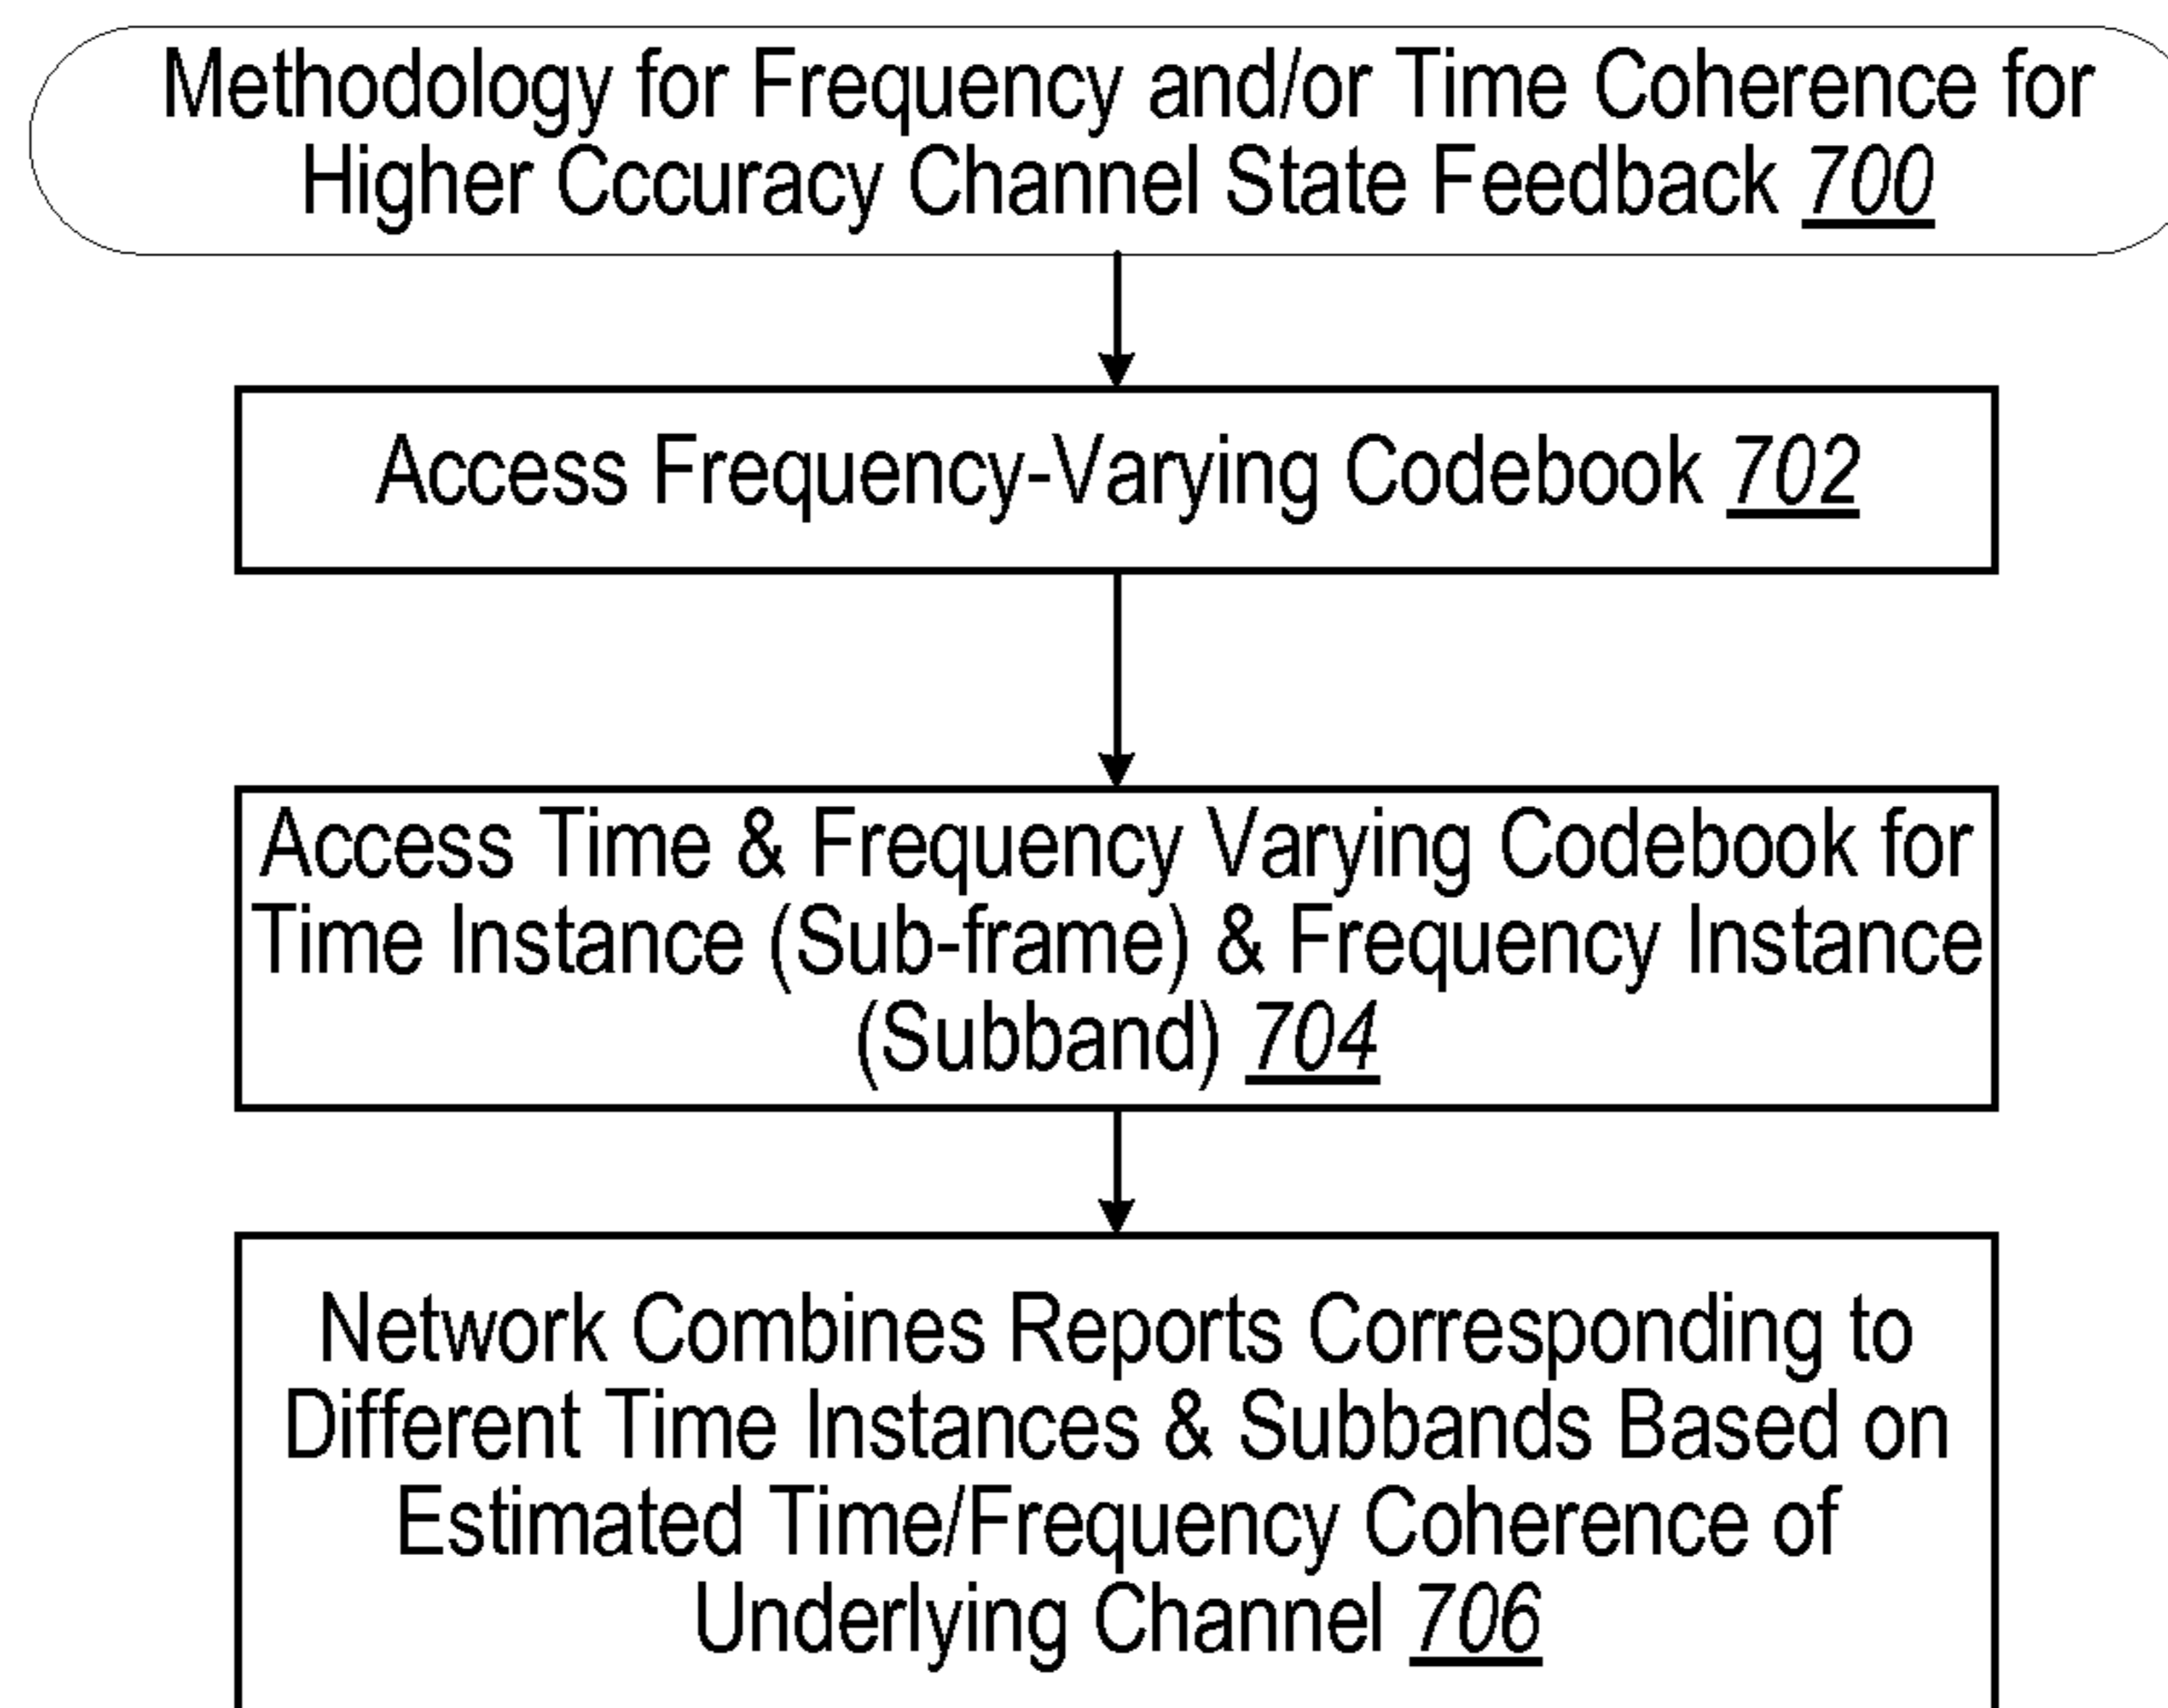 Methodology for Frequency and/or Time Coherence for
Higher Cccuracy Channel State Feedback 700
Access Frequency-Varying Codebook 702
Access Time & Frequency Varying Codebook for
Time Instance (Sub-frame) & Frequency Instance
(Subband) 704
Network Combines Reports Corresponding to
Different Time Instances & Subbands Based on
Estimated Time/Frequency Coherence of
Underlying Channel 706